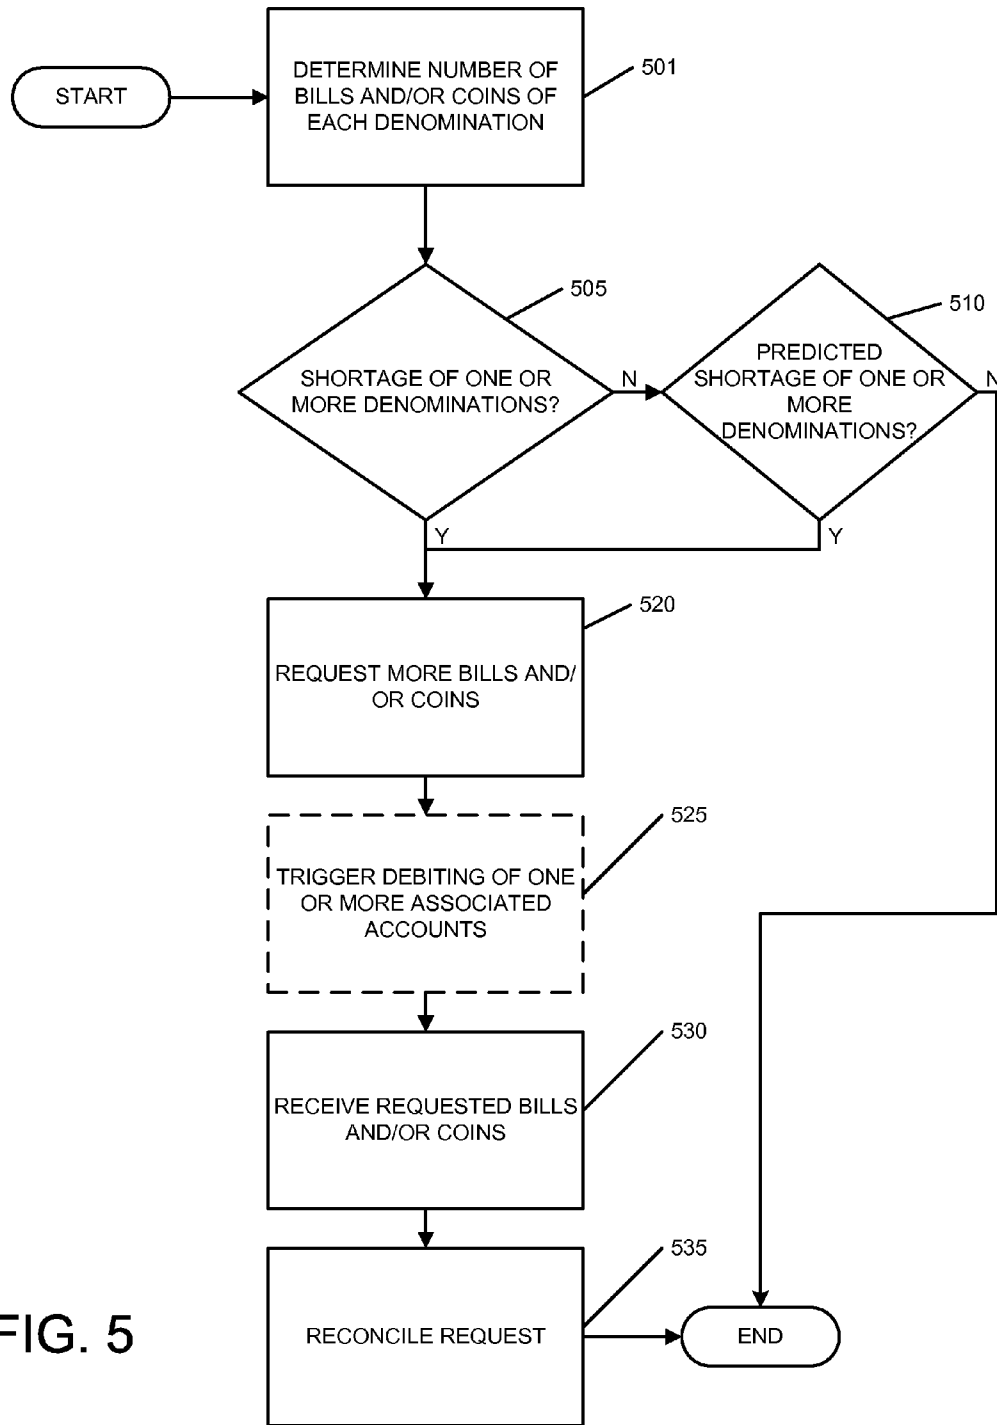 START
DETERMINE NUMBER OF
BILLS AND/OR COINS OF
EACH DENOMINATION
501
SHORTAGE OF ONE OR
MORE DENOMINATIONS?
505
N
Y
PREDICTED
SHORTAGE OF ONE OR
MORE
DENOMINATIONS?
510
N
Y
REQUEST MORE BILLS AND/
OR COINS
520
TRIGGER DEBITING OF ONE
OR MORE ASSOCIATED
ACCOUNTS
525
RECEIVE REQUESTED BILLS
AND/OR COINS
530
RECONCILE REQUEST
535
END
FIG. 5